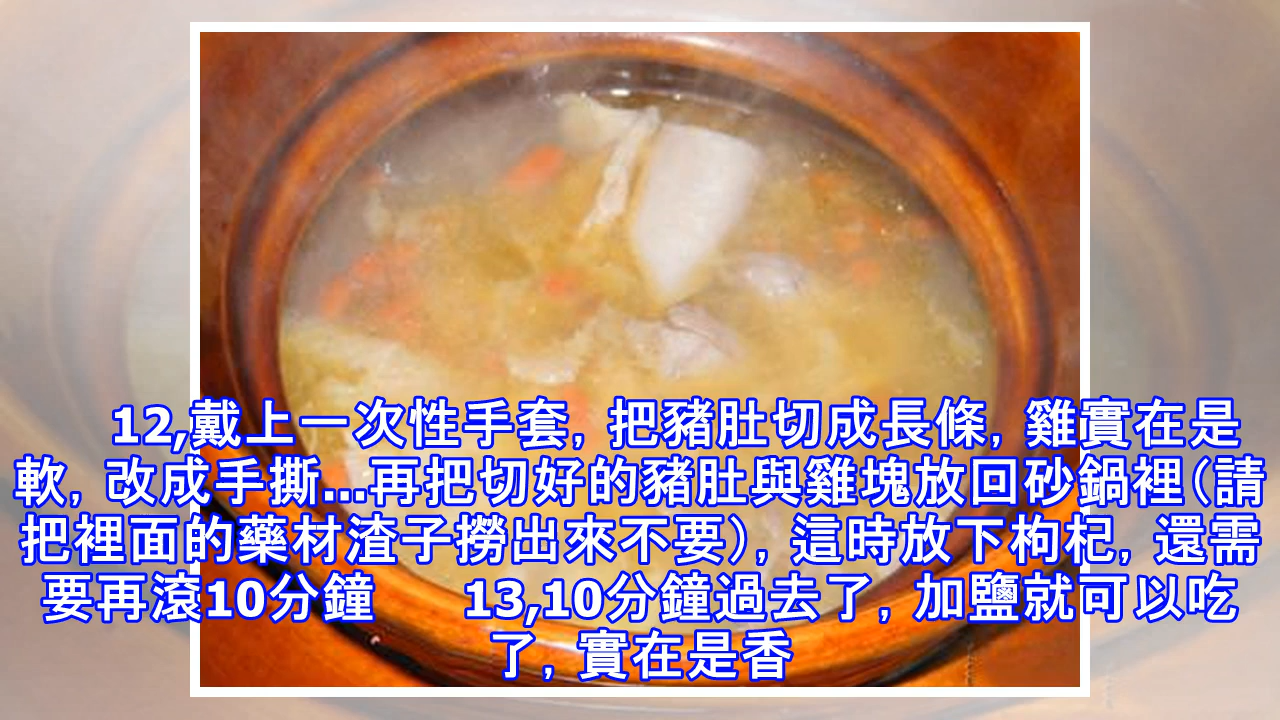 12,戴上一次性手套，把豬肚切成長條，雞實在是
軟，改成手撕...再把切好的豬肚與雞塊放回砂鍋裡（請
把裡面的藥材渣子撈出來不要），這時放下枸杞，還需
要再滾10分鐘　　13,10分鐘過去了，加鹽就可以吃
了，實在是香